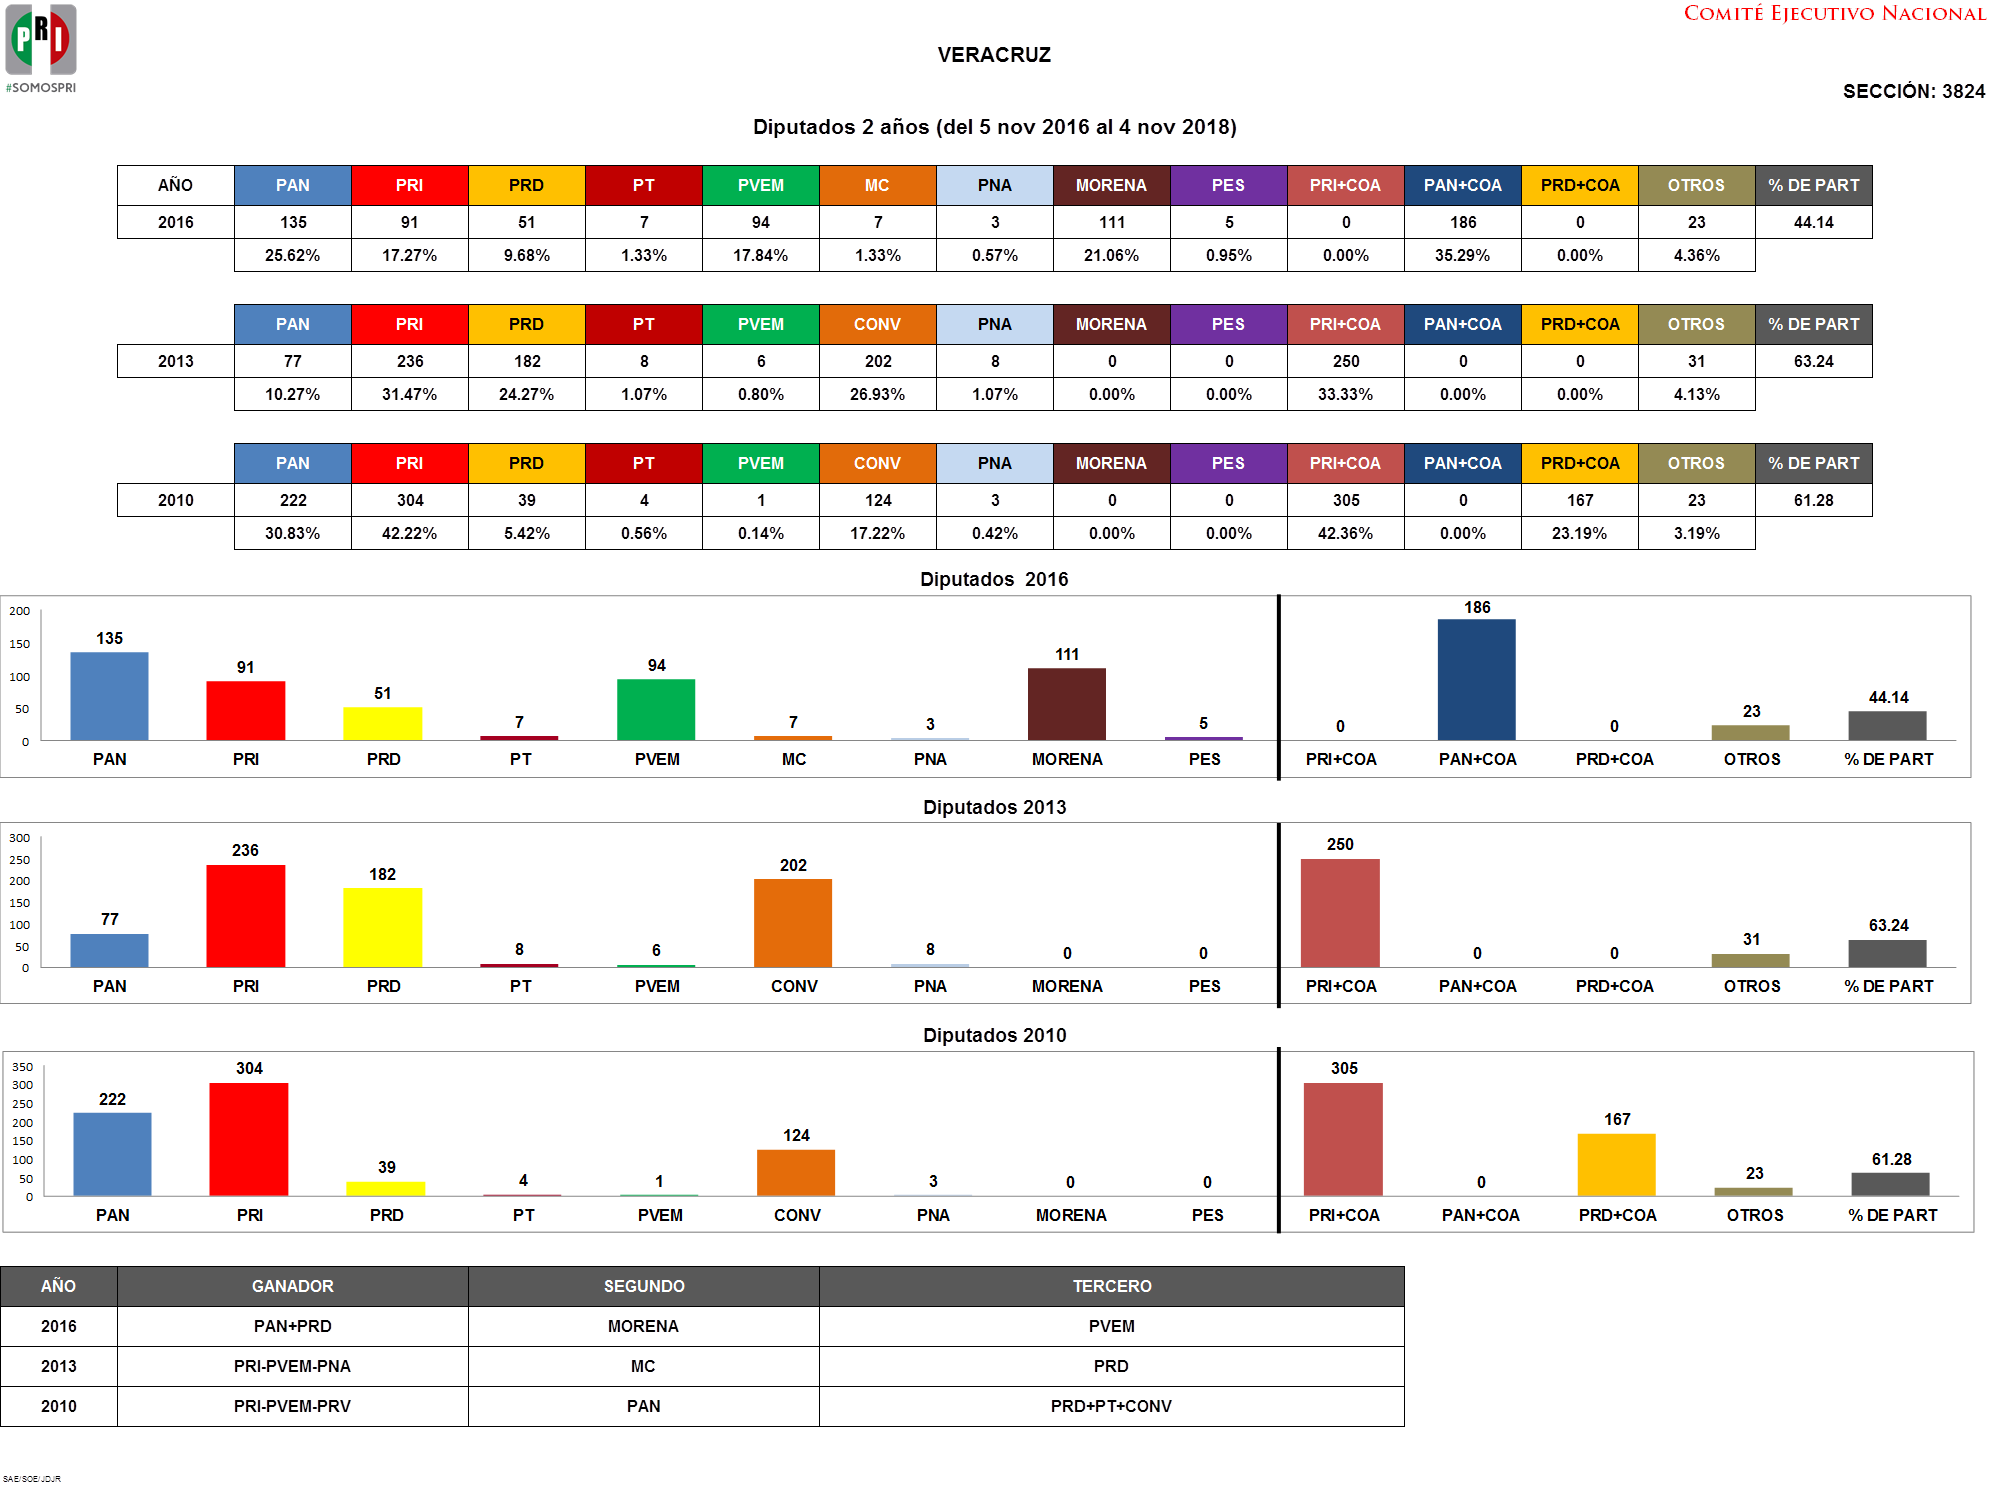 PRI
#SOMOSPRI
COMITÉ EJECUTIVO NACIONAL
VERACRUZ
SECCIÓN: 3824
Diputados 2 años (del 5 nov 2016 al 4 nov 2018)
AÑO PAN PRI PRD PT PVEM MC PNA MORENA PES PRI+COA PAN+COA PRD+COA OTROS % DE PART
2016 135 91 51 7 94 7 3 111 5 0 186 0 23 44.14
25.62% 17.27% 9.68% 1.33% 17.84% 1.33% 0.57% 21.06% 0.95% 0.00% 35.29% 0.00% 4.36%
PAN PRI PRD PT PVEM CONV PNA MORENA PES PRI+COA PAN+COA PRD+COA OTROS % DE PART
2013 77 236 182 8 6 202 8 0 0 250 0 0 31 63.24
10.27% 31.47% 24.27% 1.07% 0.80% 26.93% 1.07% 0.00% 0.00% 33.33% 0.00% 0.00% 4.13%
PAN PRI PRD PT PVEM CONV PNA MORENA PES PRI+COA PAN+COA PRD+COA OTROS % DE PART
2010 222 304 39 4 1 124 3 0 0 305 0 167 23 61.28
30.83% 42.22% 5.42% 0.56% 0.14% 17.22% 0.42% 0.00% 0.00% 42.36% 0.00% 23.19% 3.19%
Diputados 2016
200
150
100
50
0
135 91 51 7 94 7 3 111 5 0 186 0 23 44.14
PAN PRI PRD PT PVEM MC PNA MORENA PES PRI+COA PAN+COA PRD+COA OTROS % DE PART
Diputados 2013
300
250
200
150
100
50
0
77 236 182 8 6 202 8 0 0 250 0 0 31 63.24
PAN PRI PRD PT PVEM CONV PNA MORENA PES PRI+COA PAN+COA PRD+COA OTROS % DE PART
Diputados 2010
350
300
250
200
150
100
50
0
222 304 39 4 1 124 3 0 0 305 0 167 23 61.28
PAN PRI PRD PT PVEM CONV PNA MORENA PES PRI+COA PAN+COA PRD+COA OTROS % DE PART
AÑO GANADOR SEGUNDO TERCERO
2016 PAN+PRD MORENA PVEM
2013 PRI-PVEM-PNA MC PRD
2010 PRI-PVEM-PRV PAN PRD+PT+CONV
SAE/SOE/JDJR